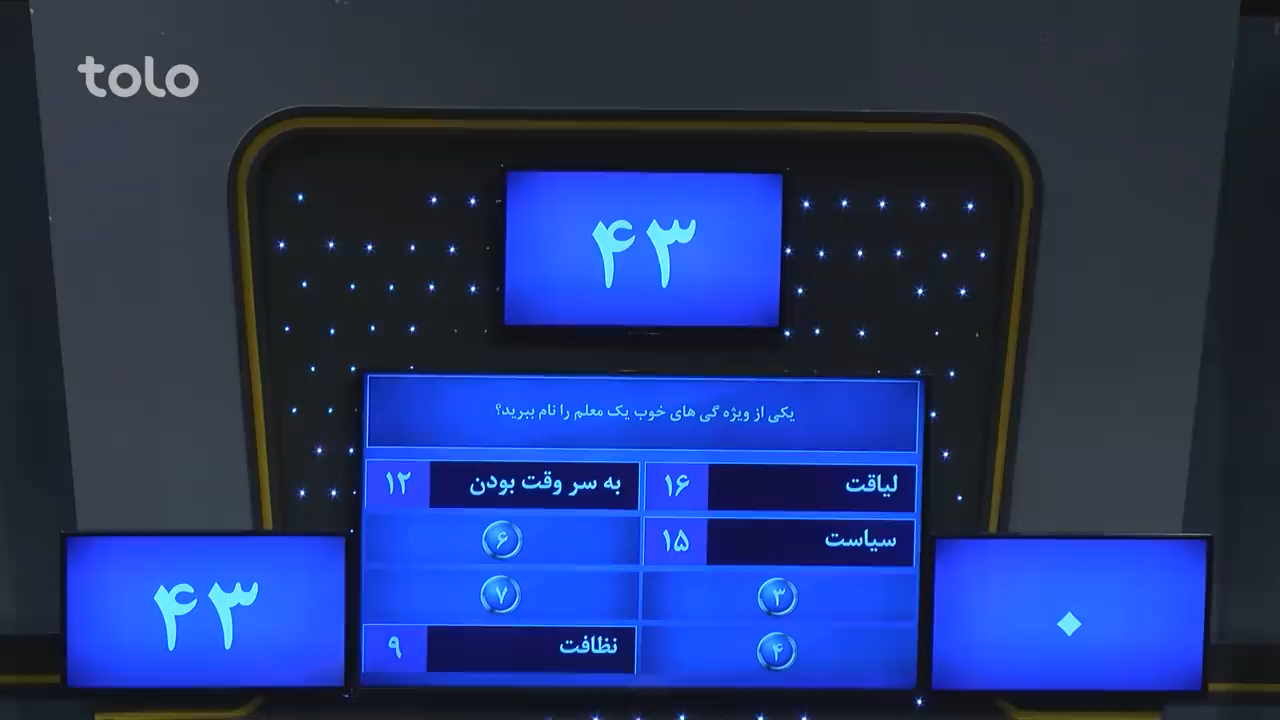 tolo
۴۳
یکی از ویژه گی های خوب یک معلم را نام ببرید؟
لیاقت ۱۶
به سر وقت بودن ۱۲
سیاست ۱۵
۶
۳
۷
۴
نظافت ۹
۴۳
۰